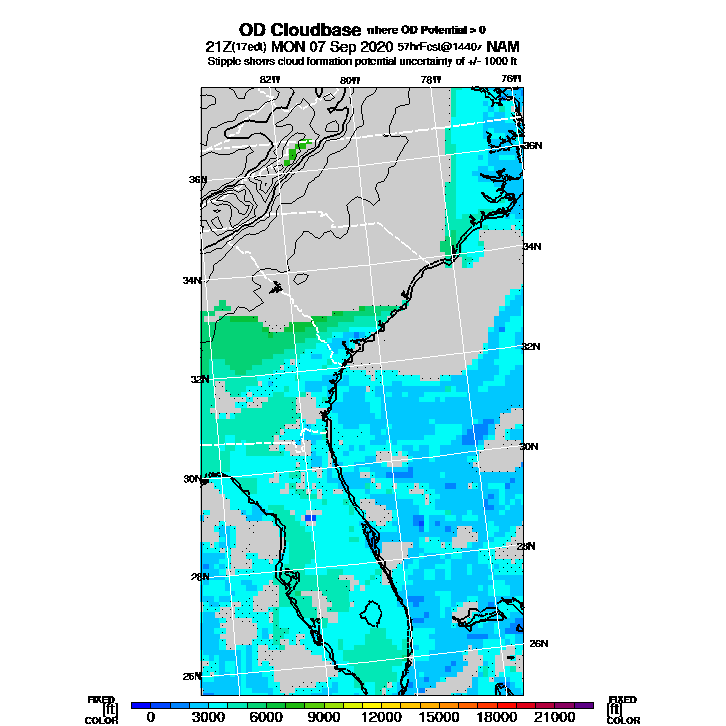 OD Cloudbase where OD Potential > 0
21Z(17edt) MON 07 Sep 2020 57hrFcst@1440z NAM
Stipple shows cloud formation potential uncertainty of +/- 1000 ft
82W 80W 78W 76W
36N 36N
34N 34N
32N 32N
30N 30N
28N 28N
26N 26N
FIXED FIXED
[ft] [ft]
COLOR 0 3000 6000 9000 12000 15000 18000 21000 COLOR